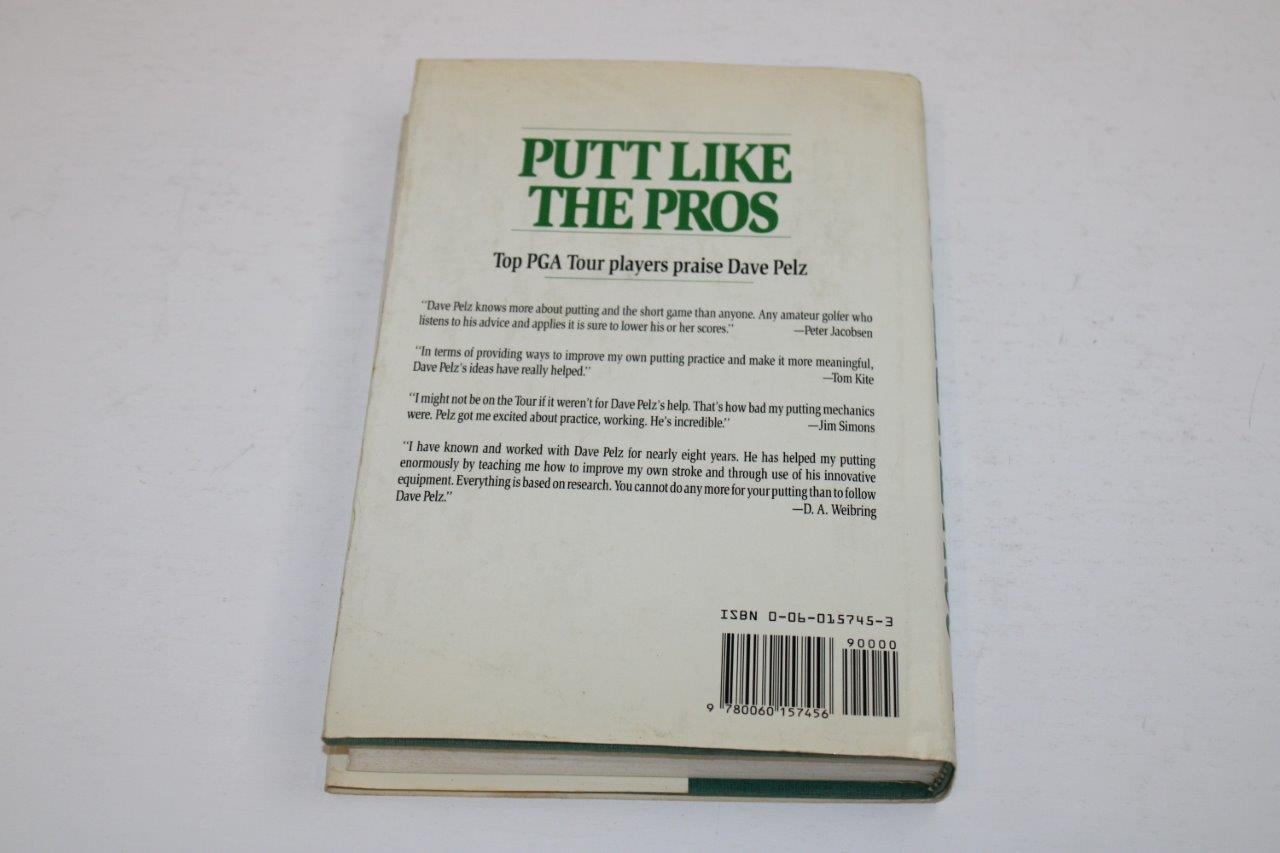 PUTT LIKE
THE PROS
Top PGA Tour players praise Dave Pelz
"Dave Pelz knows more about putting and the short game than anyone. Any amateur golfer who
listens to his advice and applies it is sure to lower his or her scores." —Peter Jacobsen
"In terms of providing ways to improve my own putting practice and make it more meaningful,
Dave Pelz's ideas have really helped." —Tom Kite
"I might not be on the Tour if it weren't for Dave Pelz's help. That's how bad my putting mechanics
were. Pelz got me excited about practice, working. He's incredible." —Jim Simons
"I have known and worked with Dave Pelz for nearly eight years. He has helped my putting
enormously by teaching me how to improve my own stroke and through use of his innovative
equipment. Everything is based on research. You cannot do any more for your putting than to follow
Dave Pelz." —D. A. Weibring
ISBN 0-06-015745-3
90000
9 780060 157456